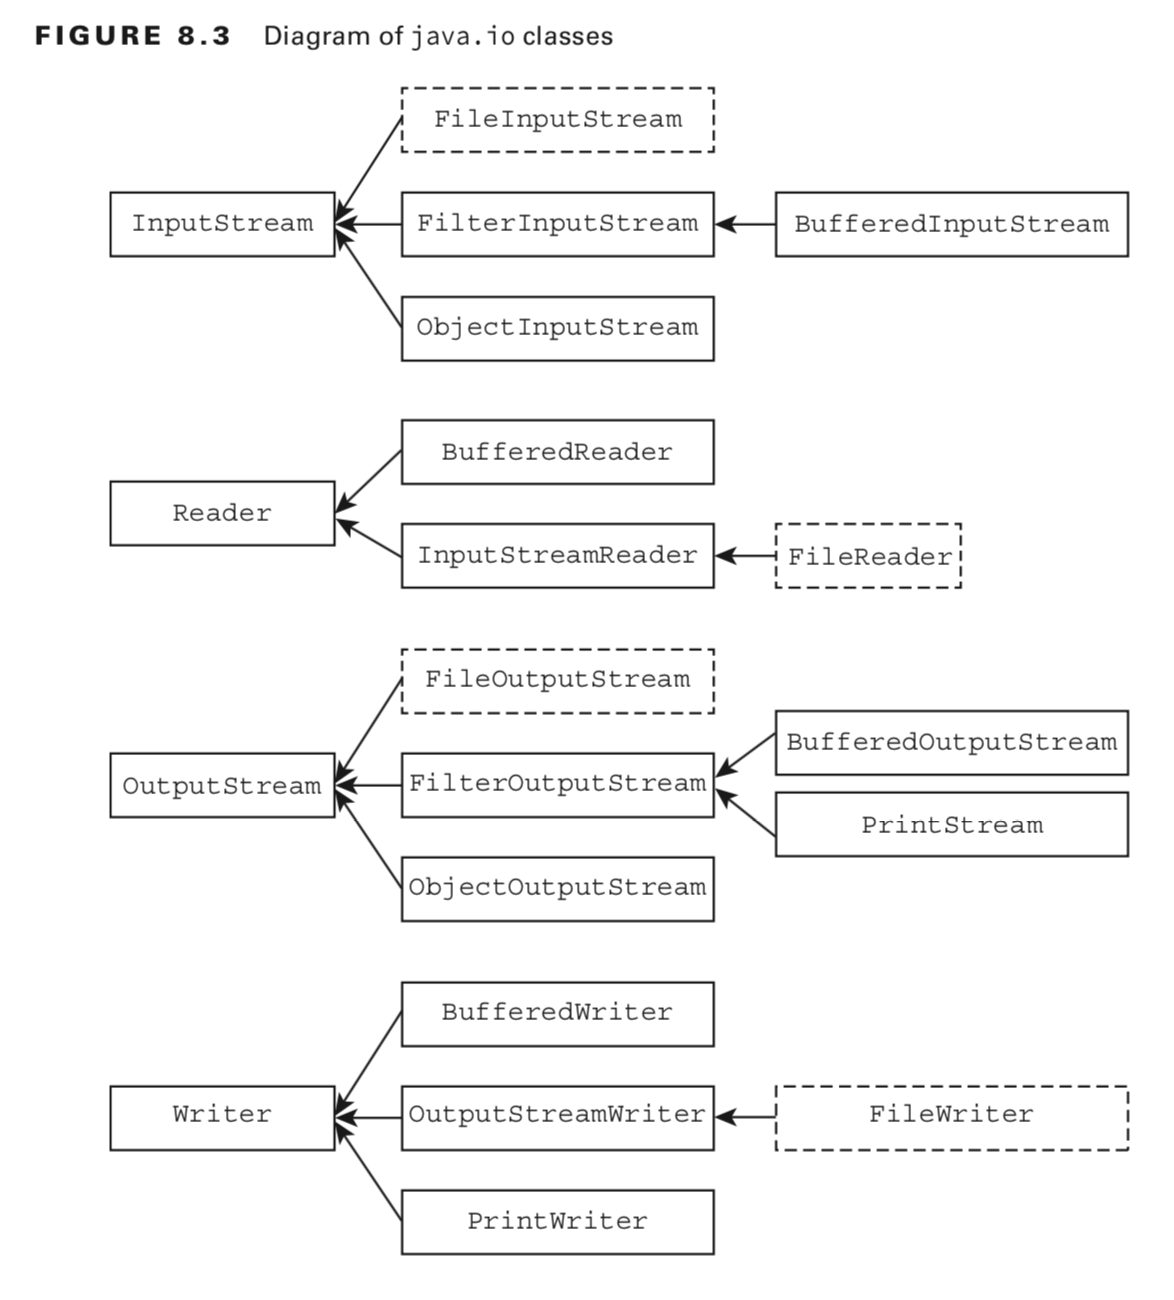 FIGURE 8.3 Diagram of java.io classes
FileInputStream
InputStream
FilterInputStream
BufferedInputStream
ObjectInputStream
BufferedReader
Reader
InputStreamReader
FileReader
FileOutputStream
BufferedOutputStream
OutputStream
FilterOutputStream
PrintStream
ObjectOutputStream
BufferedWriter
Writer
OutputStreamWriter
FileWriter
PrintWriter